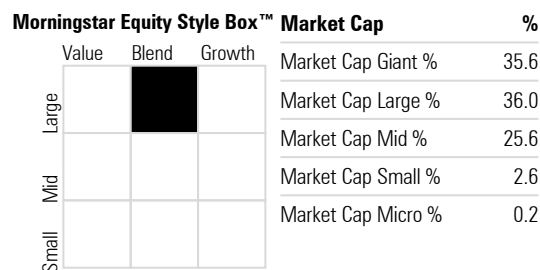 Morningstar Equity Style Box™
Value Blend Growth
Large
Mid
Small
Market Cap %
Market Cap Giant % 35.6
Market Cap Large % 36.0
Market Cap Mid % 25.6
Market Cap Small % 2.6
Market Cap Micro % 0.2